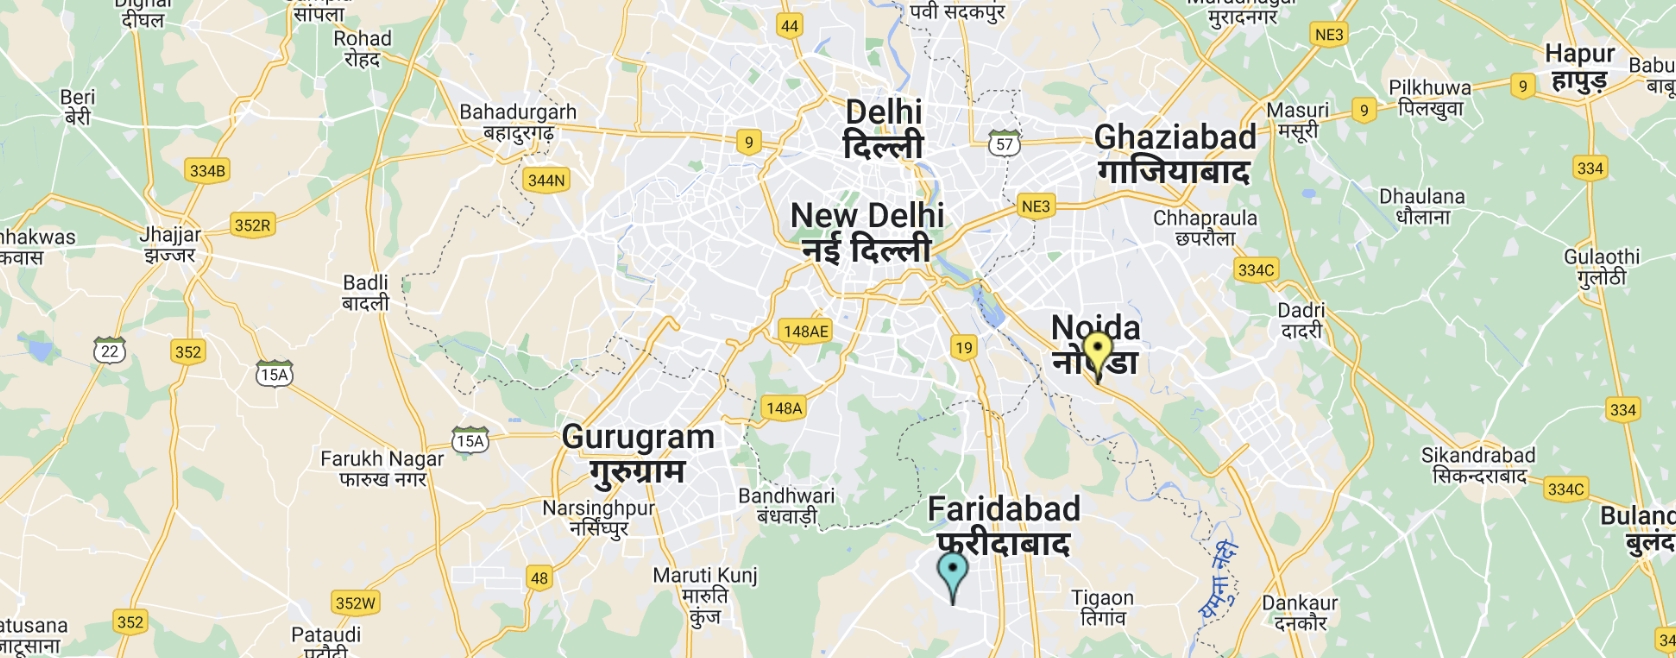 दीघल
सांपला
पवी सदकपुर
मुरादनगर
Rohad
रोहद
44
NE3
Hapur
हापुड़
Beri
बेरी
Bahadurgarh
बहादुरगढ़
9
Delhi
दिल्ली
57
Ghaziabad
गाजियाबाद
Masuri
मसूरी
9
Pilkhuwa
पिलखुवा
9
334B
344N
334
352R
Jhajjar
झज्जर
New Delhi
नई दिल्ली
NE3
Chhapraula
छपरौला
Dhaulana
धौलाना
Badli
बादली
334C
Gulaothi
गुलोठी
22
352
15A
148AE
19
Noida
Dadri
दादरी
148A
334
15A
Gurugram
गुरुग्राम
Farukh Nagar
फारुख नगर
Sikandrabad
सिकन्दराबाद
334C
Narsinghpur
नर्सिंघ्पुर
Bandhwari
बंधवाड़ी
Faridabad
फरीदाबाद
यमुना नदी
48
Maruti Kunj
मारुति
कुंज
Tigaon
तिगांव
Dankaur
दनकौर
352W
352
Pataudi